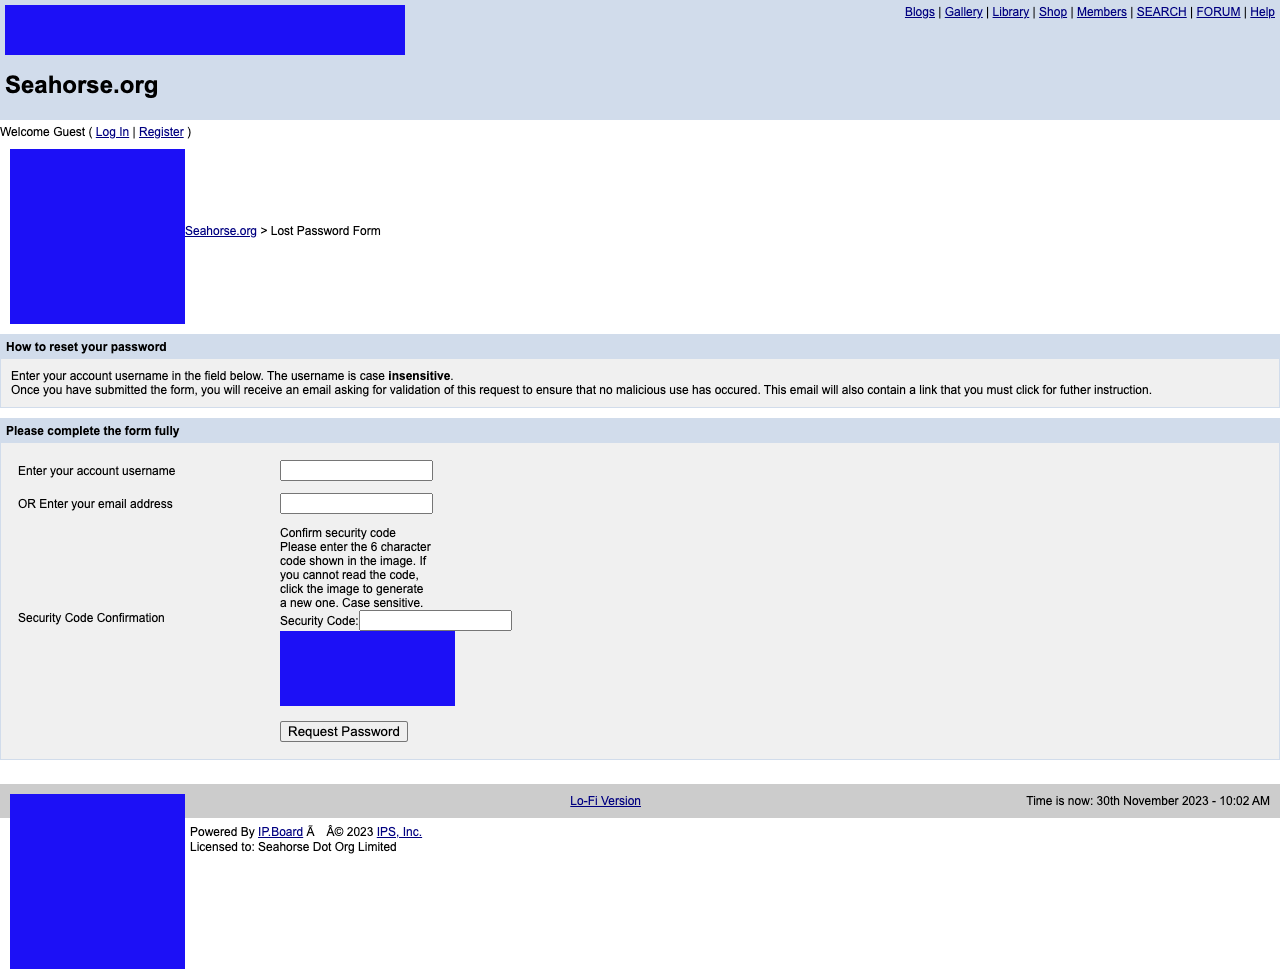 Blogs | Gallery | Library | Shop | Members | SEARCH | FORUM | Help
Seahorse.org
Welcome Guest ( Log In | Register )
Seahorse.org > Lost Password Form
How to reset your password
Enter your account username in the field below. The username is case insensitive.
Once you have submitted the form, you will receive an email asking for validation of this request to ensure that no malicious use has occured. This email will also contain a link that you must click for futher instruction.
Please complete the form fully
Enter your account username
OR Enter your email address
Security Code Confirmation
Confirm security code
Please enter the 6 character
code shown in the image. If
you cannot read the code,
click the image to generate
a new one. Case sensitive.
Security Code:
Request Password
Lo-Fi Version
Time is now: 30th November 2023 - 10:02 AM
Powered By IP.Board Â  Â© 2023 IPS, Inc.
Licensed to: Seahorse Dot Org Limited